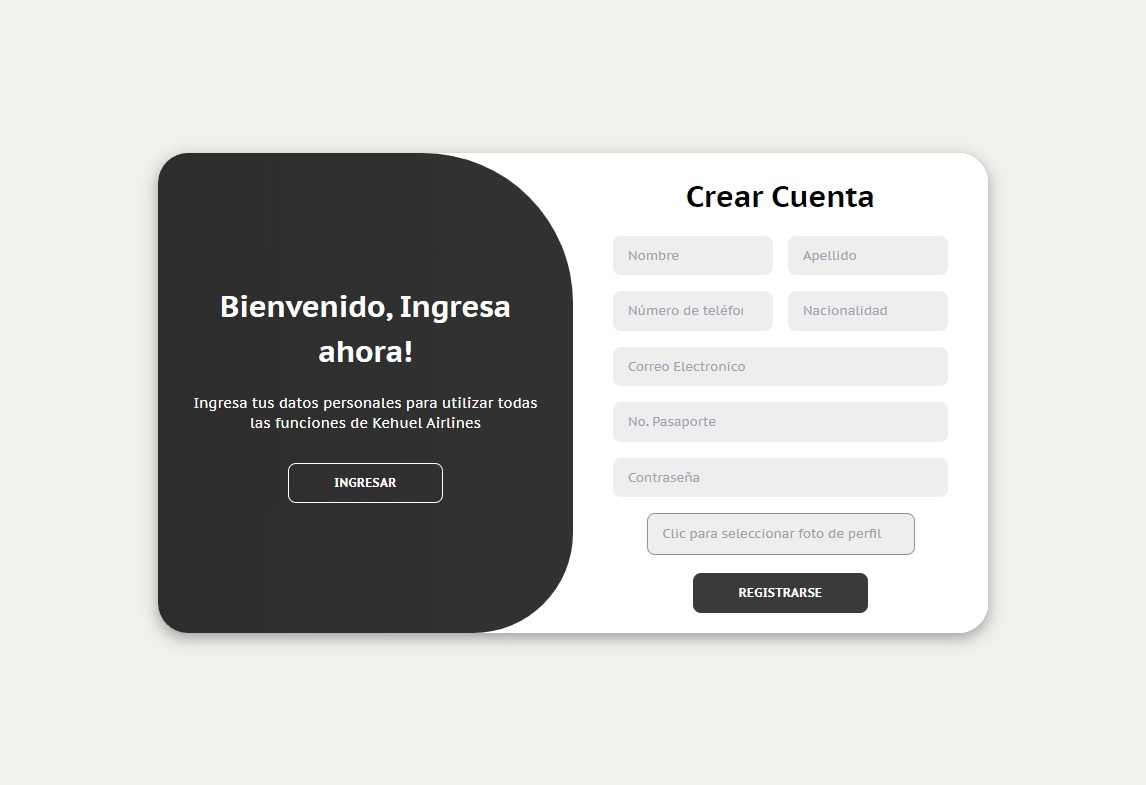 Bienvenido, Ingresa
ahora!
Ingresa tus datos personales para utilizar todas
las funciones de Kehuel Airlines
INGRESAR
Crear Cuenta
Nombre
Apellido
Número de teléfo
Nacionalidad
Correo Electronico
No. Pasaporte
Contraseña
Clic para seleccionar foto de perfil
REGISTRARSE